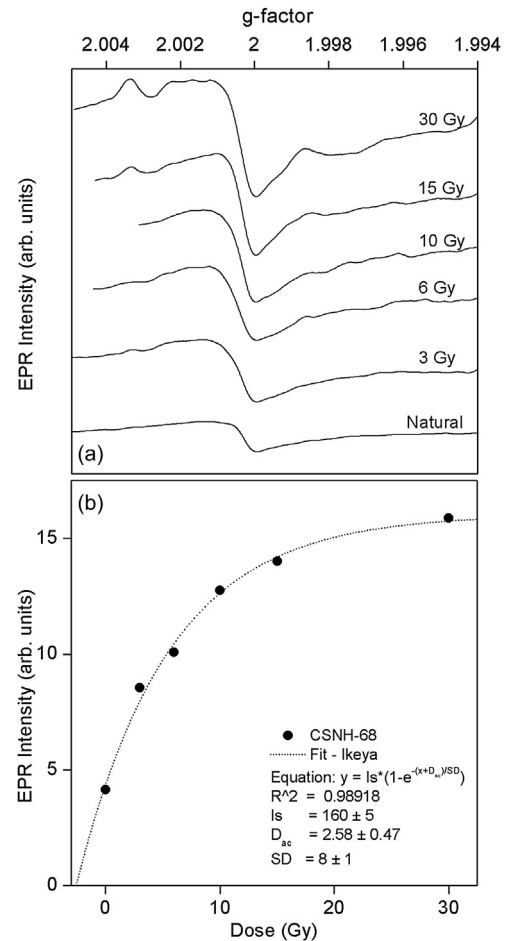 g-factor
2.004 2.002 2 1.998 1.996 1.994
EPR Intensity (arb. units)
30 Gy
15 Gy
10 Gy
6 Gy
3 Gy
Natural
(a)
(b)
EPR Intensity (arb. units)
15
10
5
0
CSNH-68
Fit - Ikeya
Equation: y = Is*(1-e^-(x+D_ac)/SD)
R^2 = 0.98918
Is = 160 ± 5
D_ac = 2.58 ± 0.47
SD = 8 ± 1
0 10 20 30
Dose (Gy)